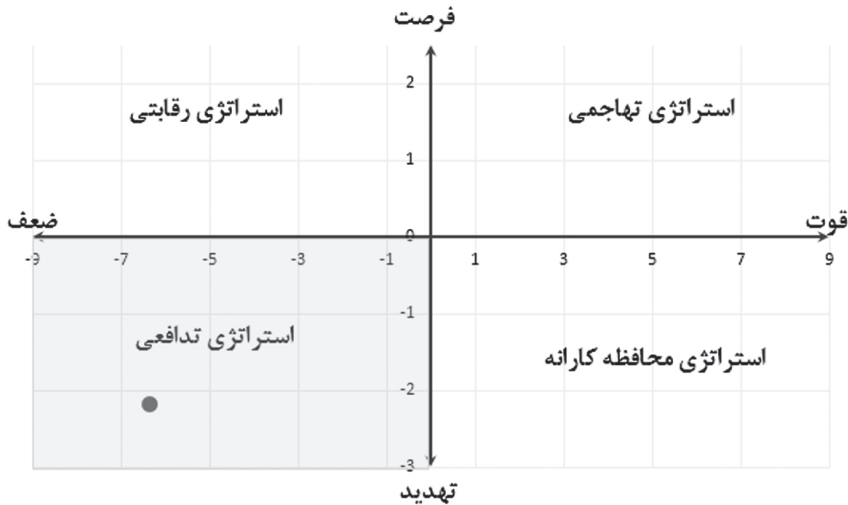 فرصت
2
استراتژی تهاجمی
استراتژی رقابتی
1
قوت
ضعف
0
-9 -7 -5 -3 -1 1 3 5 7 9
-1
استراتژی تدافعی
استراتژی محافظه کارانه
-2
-3
تهدید